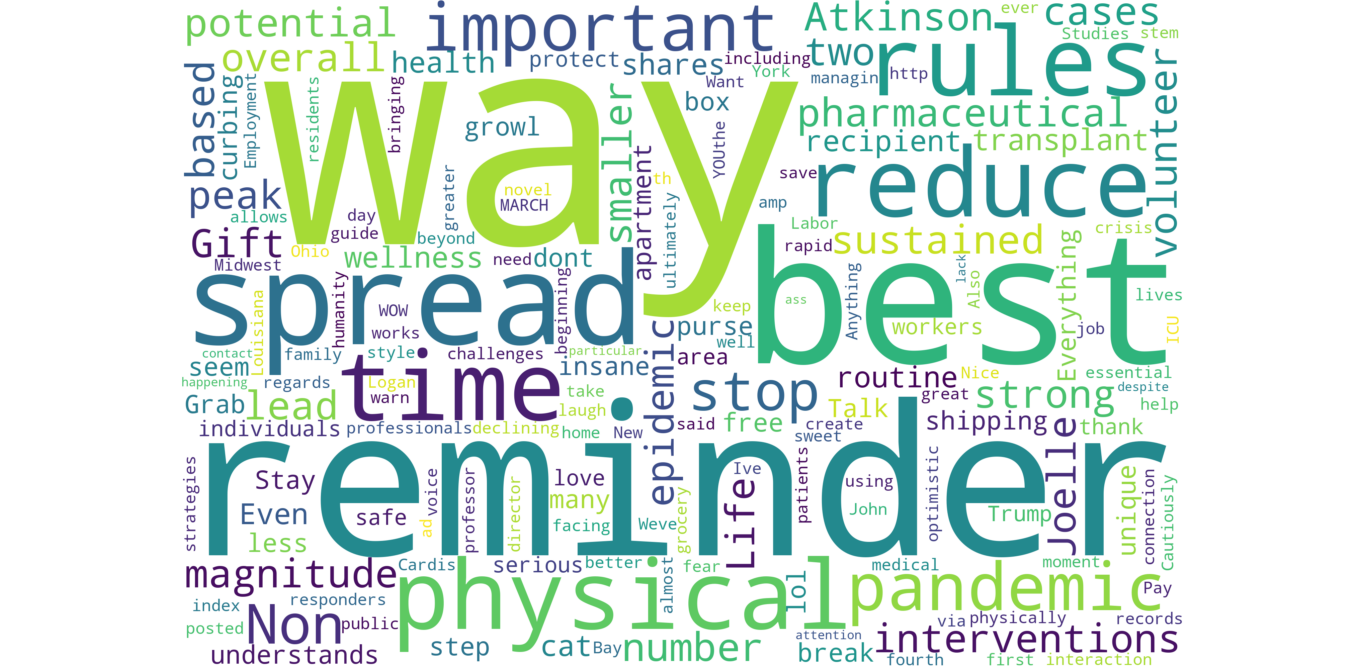 potential
important
Atkinson
ever
cases
Studies
stem
overall
health
protect
shares
including
two
rules
York
Want
managin
http
based
curbing
Employment
residents
way
bringing
growl
box
smaller
YOUthe
pharmaceutical
recipient
transplant
volunteer
peak
allows
day
guide
greater
novel
MARCH
th
apartment
save
reduce
amp
Gift
Ohio
beyond
ultimately
Labor
crisis
Midwest
wellness
need
dont
rapid
sustained
spread
best
Louisiana
humanity
WOW
works
beginning
keep
purse
well
ass
Anything
lack
Also
Everything
lives
workers
job
ICU
contact
family
style
challenges
particular
area
seem
insane
epidemic
essential
happening
regards
Logan
warn
time
take
stop
routine
Nice
great
despite
strong
help
Grab
lead
laugh
Talk
individuals
professionals
declining
home
New
said
free
create
sweet
shipping
thank
strategies
Stay
reminder
love
Ive
using
optimistic
Joelle
unique
connection
Cautiously
Even
safe
ad
voice
professor
director
many
facing
Weve
grocery
Life
patients
John
Trump
less
magnitude
Cardis
serious
better
almost
fear
lol
medical
moment
pandemic
Pay
index
responders
physical
posted
Non
public
step
cat
Bay
number
attention
break
via
physically
records
interventions
understands
fourth
first
interaction